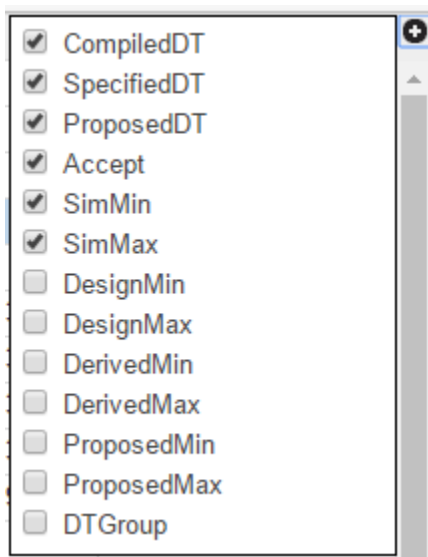 CompiledDT
SpecifiedDT
ProposedDT
Accept
SimMin
SimMax
DesignMin
DesignMax
DerivedMin
DerivedMax
ProposedMin
ProposedMax
DTGroup